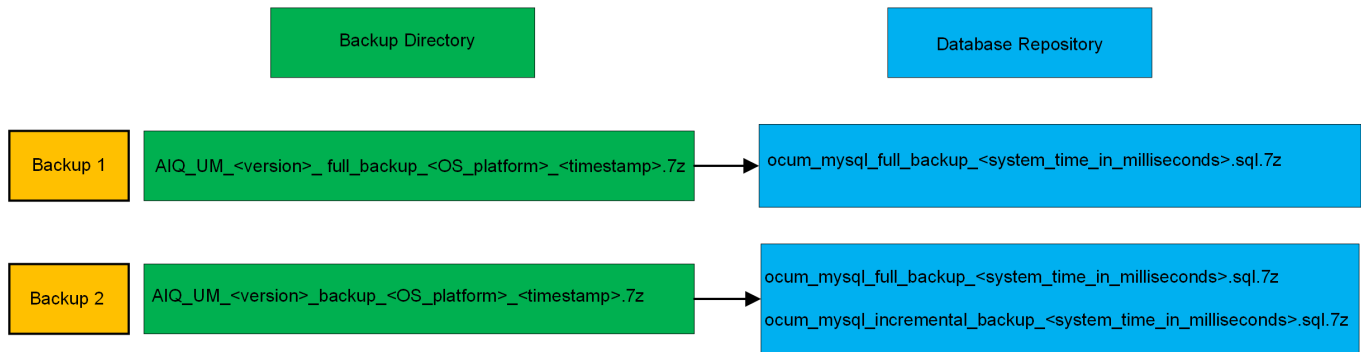 Backup Directory
Database Repository
Backup 1
AIQ_UM_<version>_ full_backup_<OS_platform>_<timestamp>.7z
ocum_mysql_full_backup_<system_time_in_milliseconds>.sql.7z
Backup 2
AIQ_UM_<version>_backup_<OS_platform>_<timestamp>.7z
ocum_mysql_full_backup_<system_time_in_milliseconds>.sql.7z
ocum_mysql_incremental_backup_<system_time_in_milliseconds>.sql.7z